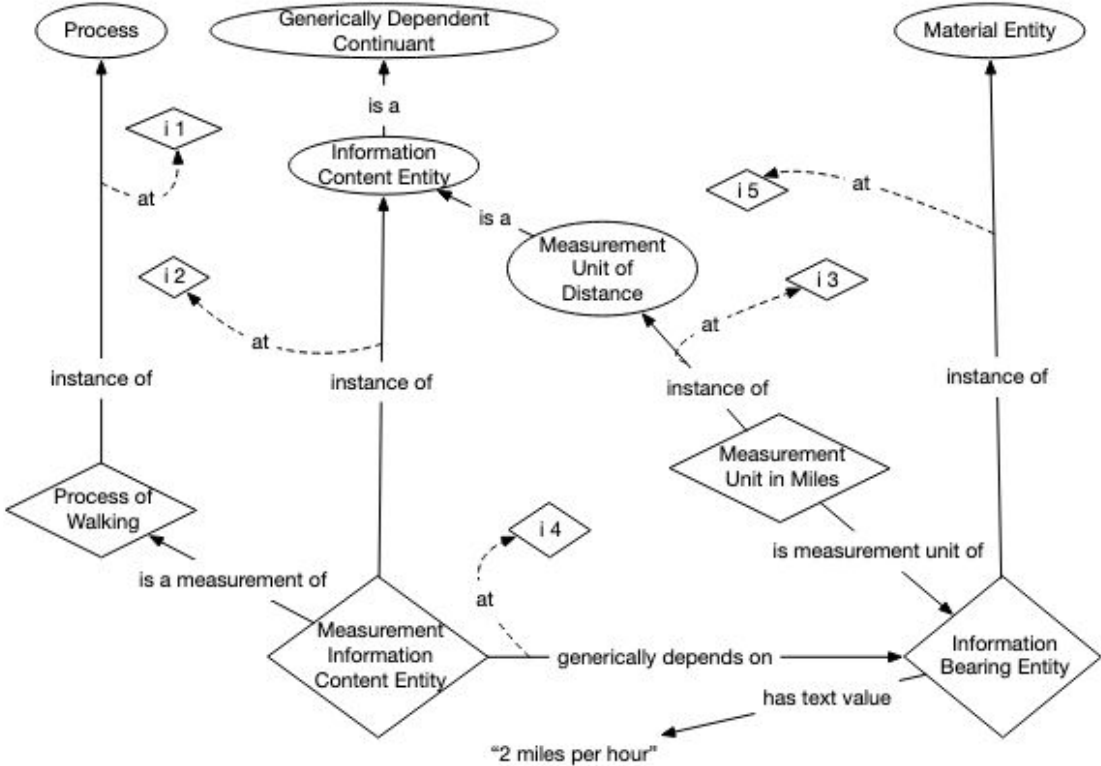 Process
Generically Dependent
Continuant
Material Entity
is a
i 1
Information
Content Entity
at
i 5
at
is a
Measurement
Unit of
Distance
i 2
i 3
at
at
instance of
instance of
instance of
instance of
Measurement
Unit in Miles
Process of
Walking
i 4
is measurement unit of
is a measurement of
at
Measurement
Information
Content Entity
generically depends on
Information
Bearing Entity
has text value
“2 miles per hour”